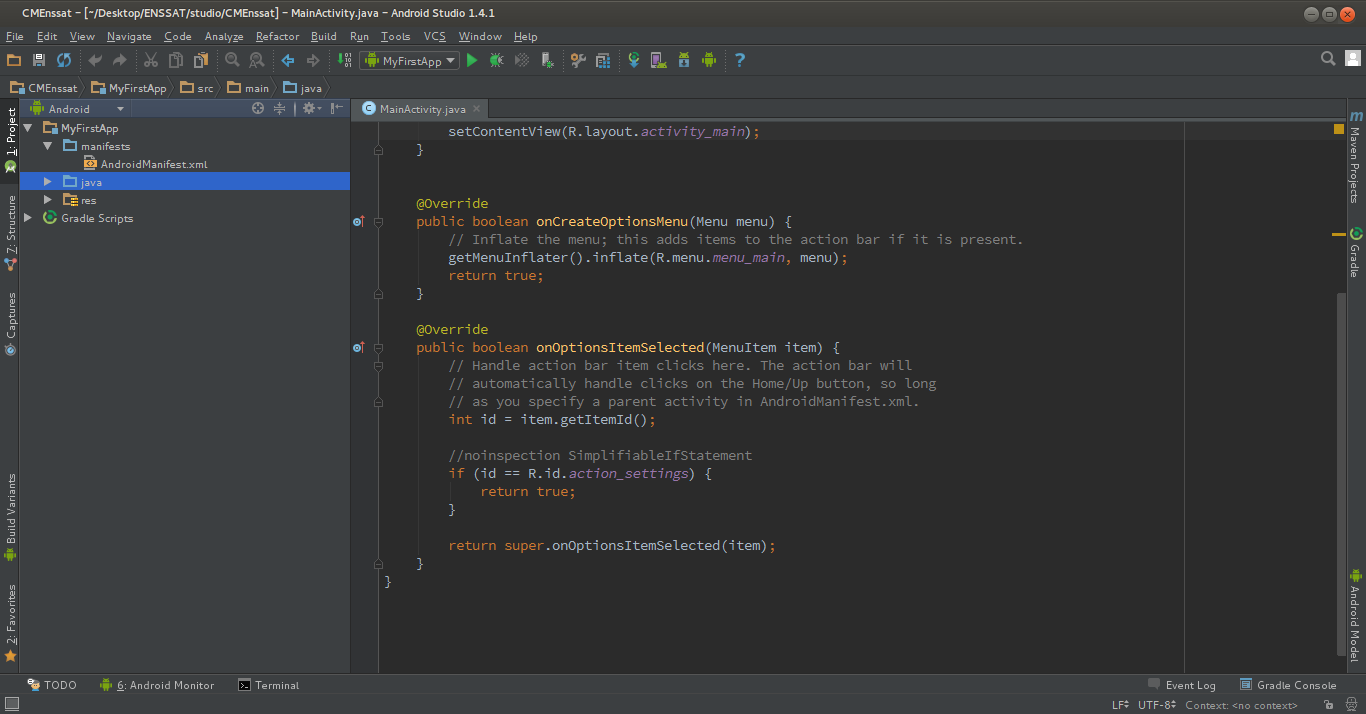 CMEnssat - [~/Desktop/ENSSAT/studio/CMEnssat] - MainActivity.java - Android Studio 1.4.1
File Edit View Navigate Code Analyze Refactor Build Run Tools VCS Window Help
MyFirstApp
CMEnssat MyFirstApp src main java
1: Project
7: Structure
Captures
Build Variants
2: Favorites
Android
MyFirstApp
manifests
AndroidManifest.xml
java
res
Gradle Scripts
MainActivity.java
setContentView(R.layout.activity_main);
}
@Override
public boolean onCreateOptionsMenu(Menu menu) {
// Inflate the menu; this adds items to the action bar if it is present.
getMenuInflater().inflate(R.menu.menu_main, menu);
return true;
}
@Override
public boolean onOptionsItemSelected(MenuItem item) {
// Handle action bar item clicks here. The action bar will
// automatically handle clicks on the Home/Up button, so long
// as you specify a parent activity in AndroidManifest.xml.
int id = item.getItemId();
//noinspection SimplifiableIfStatement
if (id == R.id.action_settings) {
return true;
}
return super.onOptionsItemSelected(item);
}
}
Maven Projects
Gradle
Android Model
TODO 6: Android Monitor Terminal Event Log Gradle Console
LF UTF-8 Context: <no context>